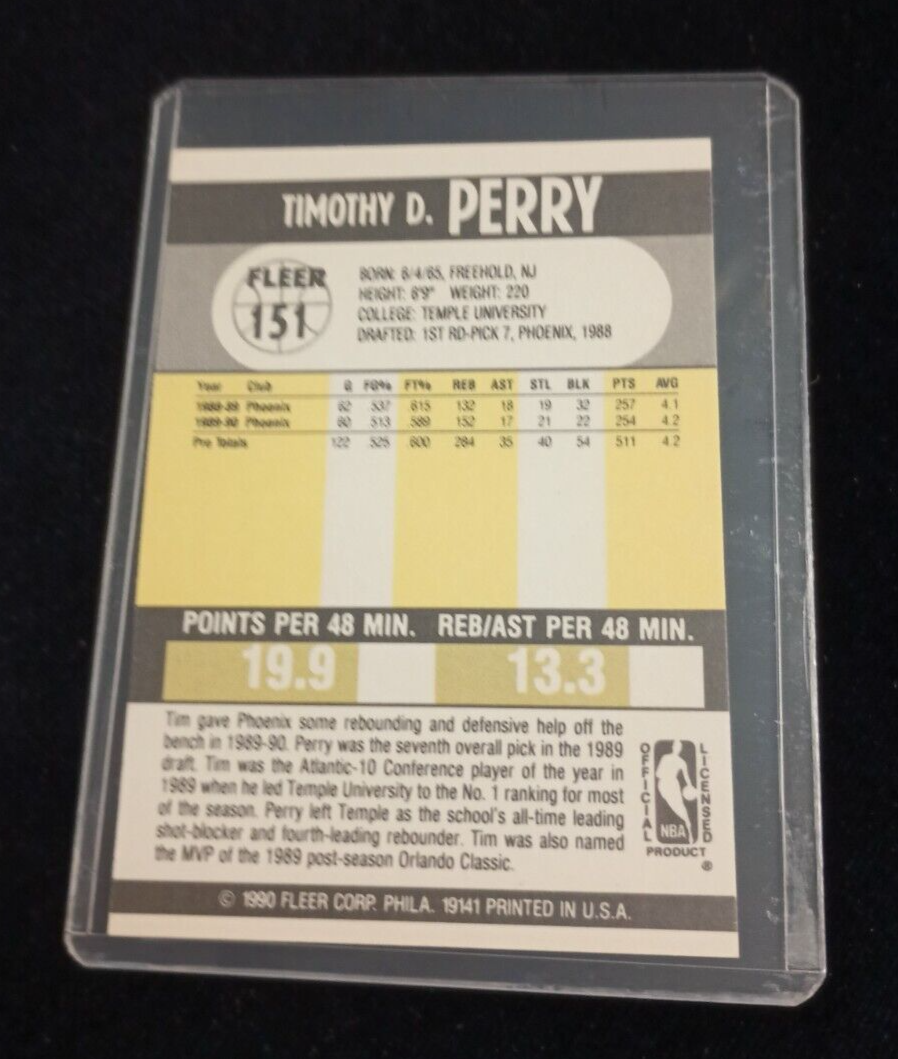 TIMOTHY D. PERRY
FLEER
151
BORN: 6/4/65, FREEHOLD, NJ
HEIGHT: 6'9" WEIGHT: 220
COLLEGE: TEMPLE UNIVERSITY
DRAFTED: 1ST RD-PICK 7, PHOENIX, 1988
Year Club G FG% FT% REB AST STL BLK PTS AVG
1988-89 Phoenix 62 537 615 132 18 19 32 257 4.1
1989-90 Phoenix 60 513 589 152 17 21 22 254 4.2
Pro Totals 122 525 600 284 35 40 54 511 4.2
POINTS PER 48 MIN. REB/AST PER 48 MIN.
19.9 13.3
Tim gave Phoenix some rebounding and defensive help off the
bench in 1989-90. Perry was the seventh overall pick in the 1989
draft. Tim was the Atlantic-10 Conference player of the year in
1989 when he led Temple University to the No. 1 ranking for most
of the season. Perry left Temple as the school's all-time leading
shot-blocker and fourth-leading rebounder. Tim was also named
the MVP of the 1989 post-season Orlando Classic.
OFFICIAL LICENSED
NBA
PRODUCT
®
© 1990 FLEER CORP. PHILA. 19141 PRINTED IN U.S.A.